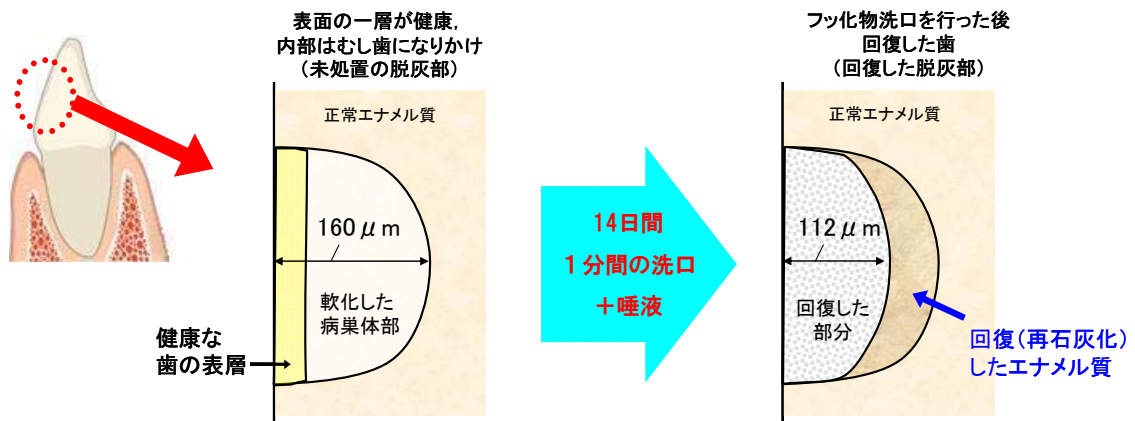 表面の一層が健康,
内部はむし歯になりかけ
(未処置の脱灰部)
正常エナメル質
160μm
軟化した
病巣体部
健康な
歯の表層
14日間
1分間の洗口
+唾液
フッ化物洗口を行った後
回復した歯
(回復した脱灰部)
正常エナメル質
112μm
回復した
部分
回復(再石灰化)
したエナメル質